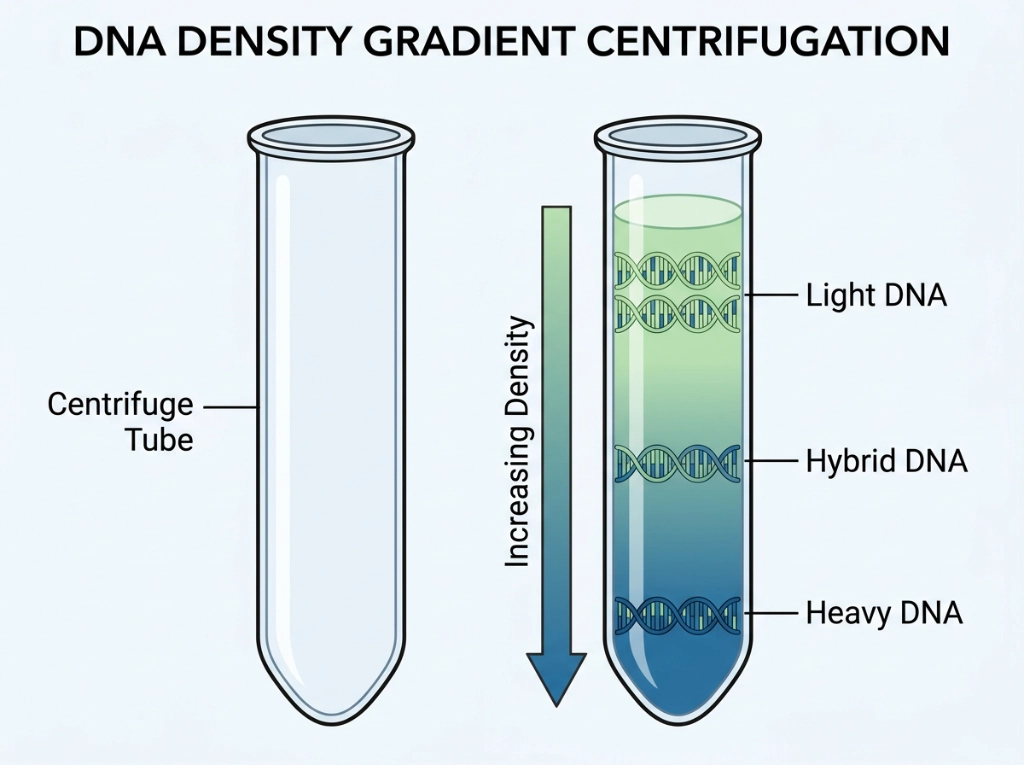 DNA DENSITY GRADIENT CENTRIFUGATION
Centrifuge
Tube
Increasing Density
Light DNA
Hybrid DNA
Heavy DNA